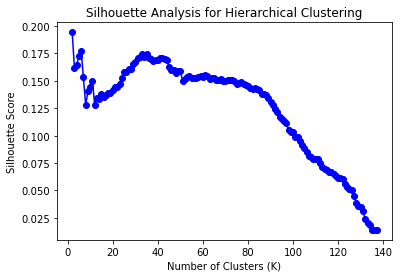 Silhouette Analysis for Hierarchical Clustering
Silhouette Score
0.200
0.175
0.150
0.125
0.100
0.075
0.050
0.025
0 20 40 60 80 100 120 140
Number of Clusters (K)